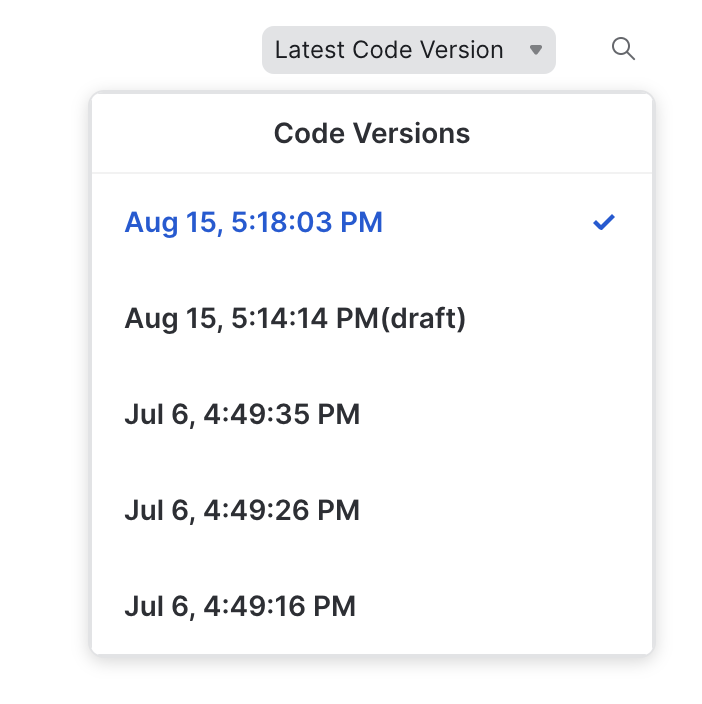 Latest Code Version
Code Versions
Aug 15, 5:18:03 PM
Aug 15, 5:14:14 PM(draft)
Jul 6, 4:49:35 PM
Jul 6, 4:49:26 PM
Jul 6, 4:49:16 PM